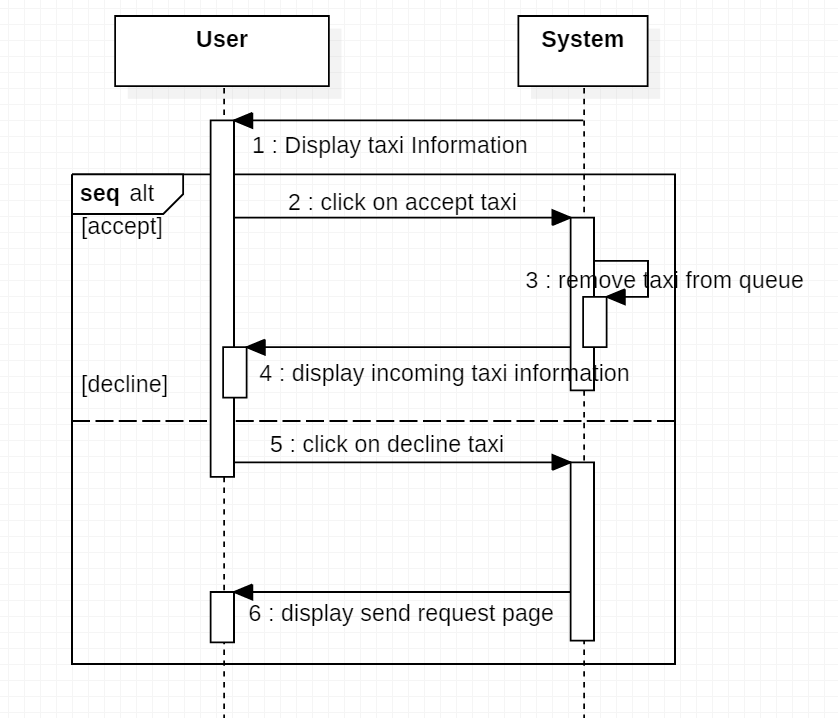 User
System
1 : Display taxi Information
seq alt
[accept]
2 : click on accept taxi
3 : remove taxi from queue
4 : display incoming taxi information
[decline]
5 : click on decline taxi
6 : display send request page